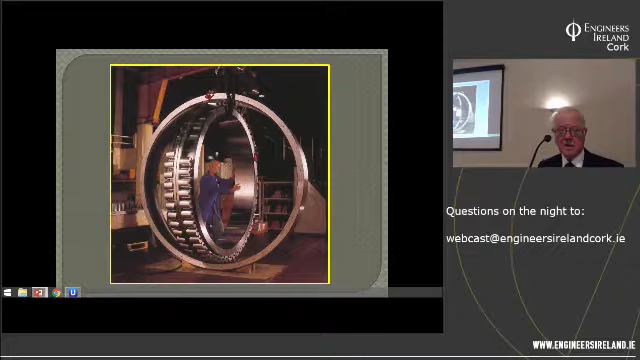 ENGINEERS
IRELAND
Cork
Questions on the night to:
webcast@engineersirelandcork.ie
WWW.ENGINEERSIRELAND.IE